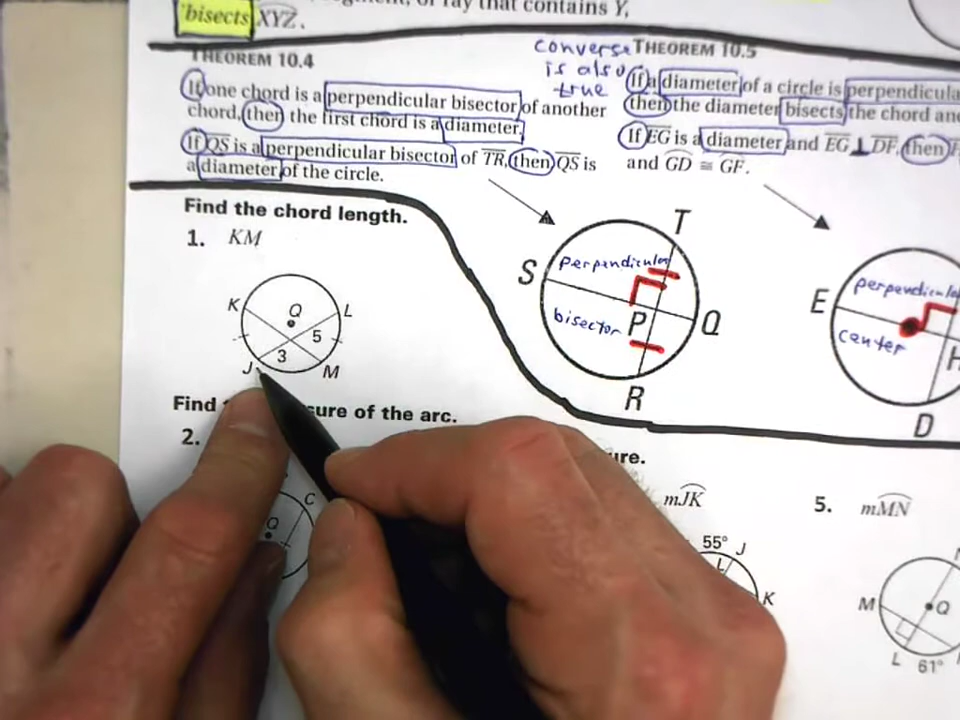 ray that contains Y,
bisects XYZ.
THEOREM 10.4
If one chord is a perpendicular bisector of another
chord, then the first chord is a diameter.
If QS is a perpendicular bisector of TR, then QS is
a diameter of the circle.
converse
is also
true
THEOREM 10.5
If a diameter of a circle is
then the diameter bisects the chord
If EG is a diameter and EG ⊥ DF, then
and GD ≅ GF.
Find the chord length.
1. KM
K
Q
L
5
3
J
M
T
S
perpendicular
bisector
P
Q
R
E
perpendicular
center
H
D
Find
sure of the arc.
2.
C
Q
mJK
55° J
L
K
5. mMN
M
Q
L 61°